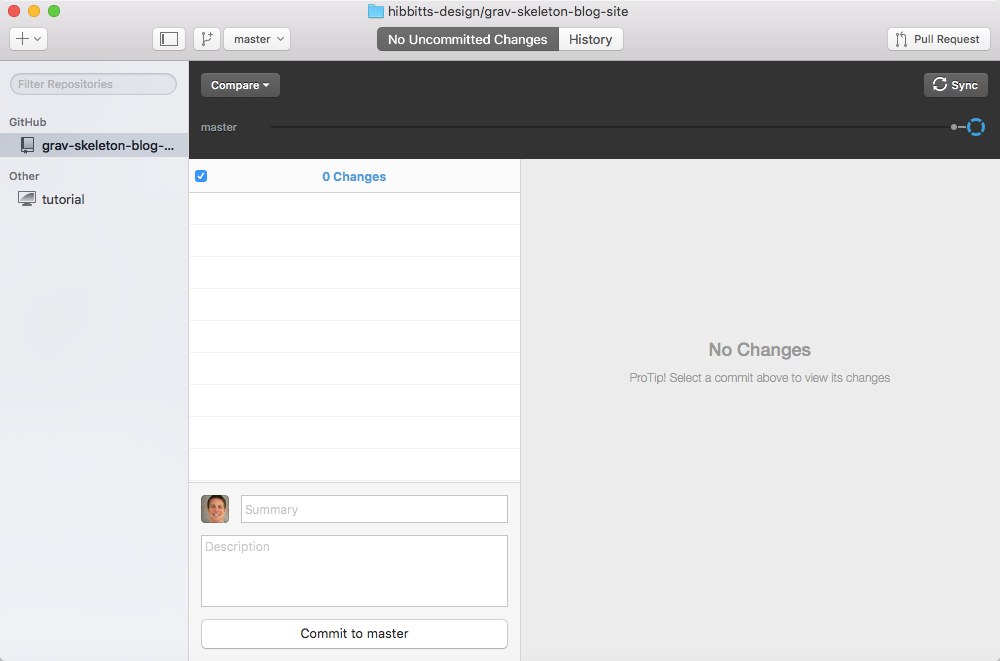 hibbitts-design/grav-skeleton-blog-site
master
No Uncommitted Changes
History
Pull Request
Filter Repositories
GitHub
grav-skeleton-blog-...
Other
tutorial
Compare
Sync
master
0 Changes
No Changes
ProTip! Select a commit above to view its changes
Summary
Description
Commit to master